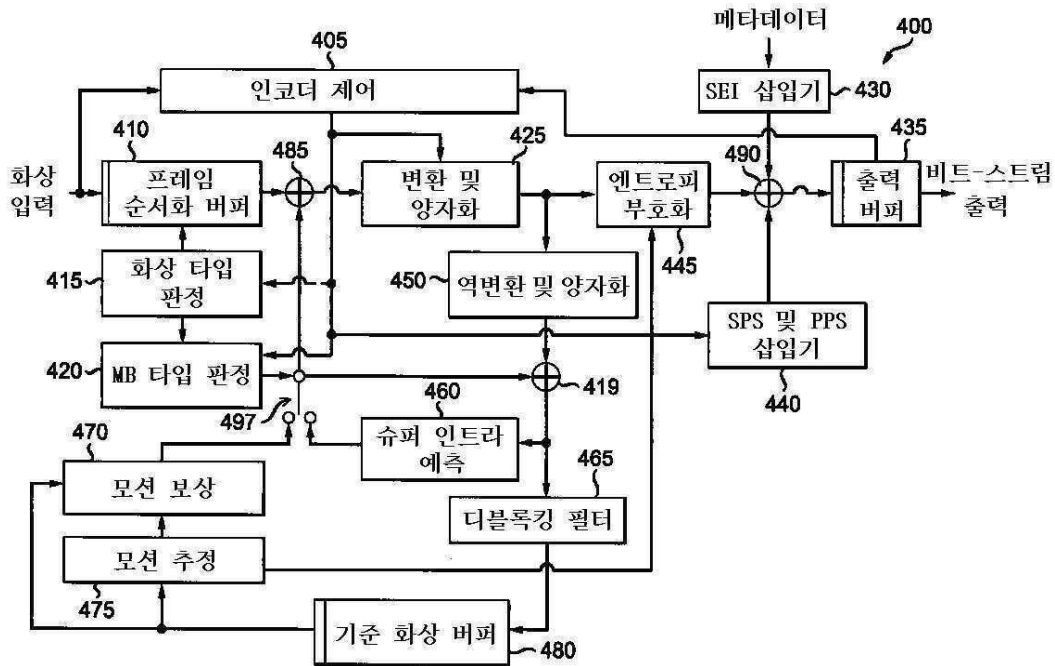 메타데이터
400
405
인코더 제어
SEI 삽입기
430
410
485
425
435
490
화상
입력
프레임
순서화 버퍼
변환 및
양자화
엔트로피
부호화
출력
버퍼
비트-스트림
출력
445
415
화상 타입
판정
450
역변환 및 양자화
SPS 및 PPS
삽입기
440
420
MB 타입 판정
419
497
460
슈퍼 인트라
예측
470
모션 보상
465
디블록킹 필터
모션 추정
475
기준 화상 버퍼
480